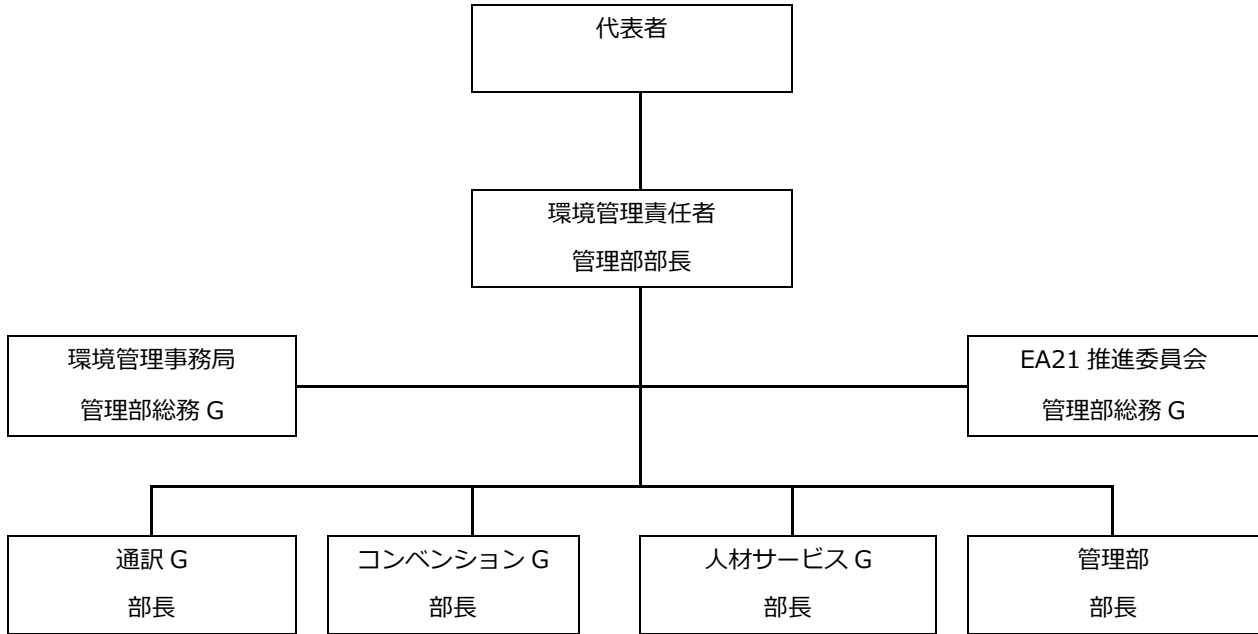 代表者
環境管理責任者
管理部部長
環境管理事務局
管理部総務 G
EA21 推進委員会
管理部総務 G
通訳 G
部長
コンベンション G
部長
人材サービス G
部長
管理部
部長